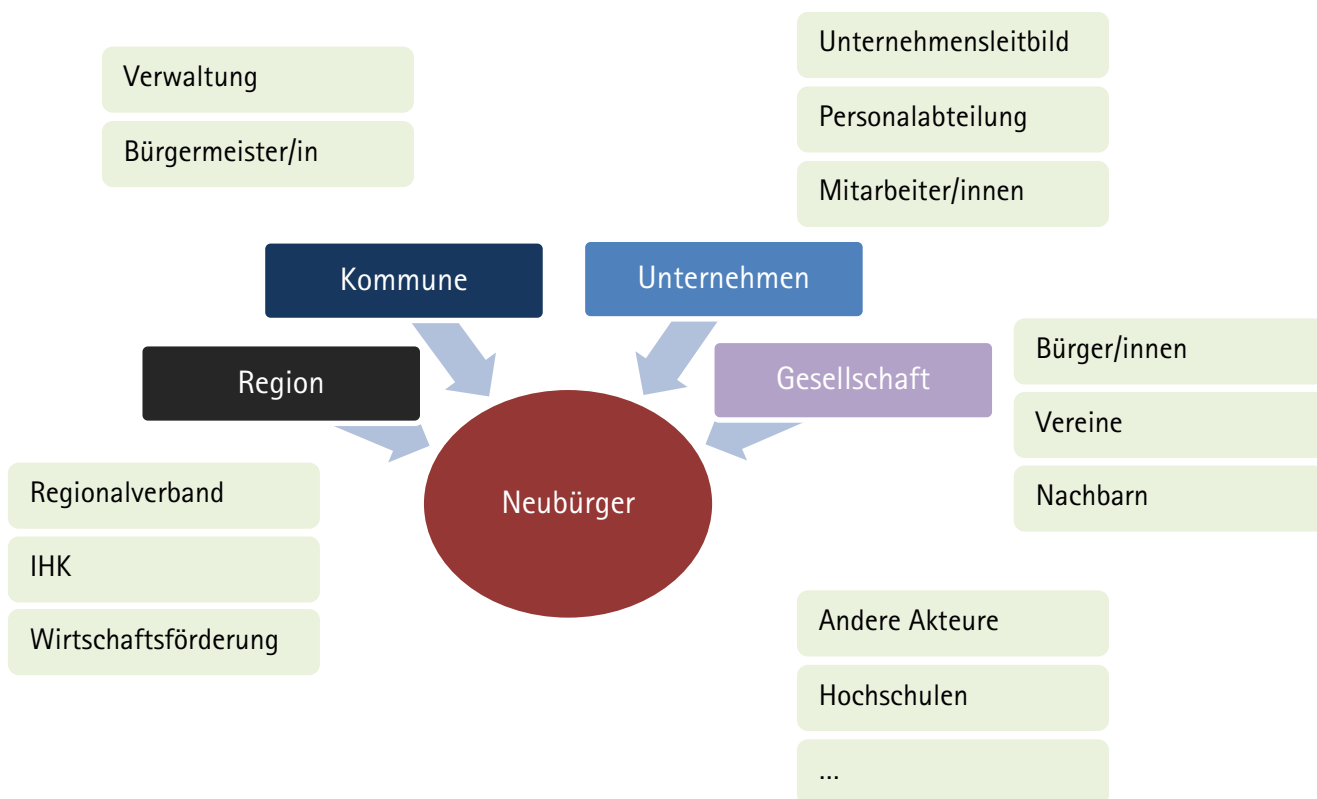 Unternehmensleitbild
Verwaltung
Personalabteilung
Bürgermeister/in
Mitarbeiter/innen
Kommune
Unternehmen
Bürger/innen
Region
Gesellschaft
Vereine
Regionalverband
Neubürger
Nachbarn
IHK
Wirtschaftsförderung
Andere Akteure
Hochschulen
...